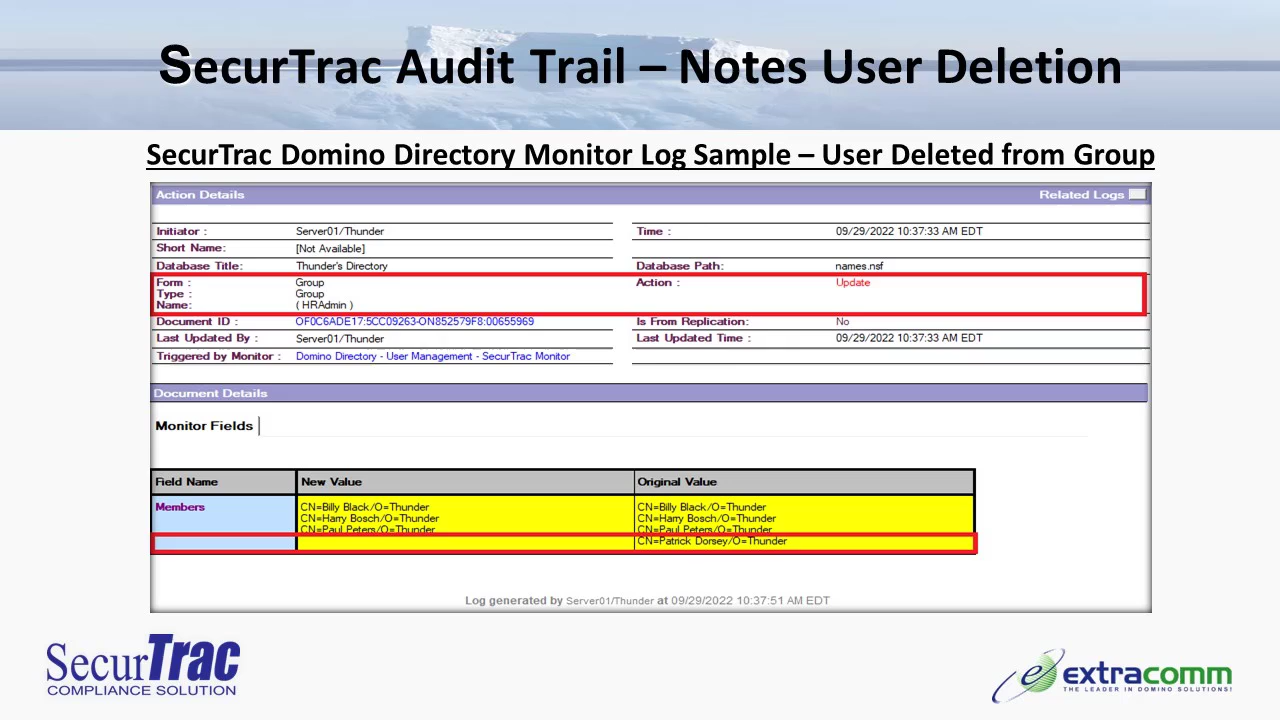 SecurTrac Audit Trail – Notes User Deletion
SecurTrac Domino Directory Monitor Log Sample – User Deleted from Group
Action Details
Related Logs
Initiator : Server01/Thunder Time : 09/29/2022 10:37:33 AM EDT
Short Name: [Not Available]
Database Title: Thunder's Directory Database Path: names.nsf
Form : Group Action : Update
Type : Group
Name: ( HRAdmin )
Document ID : OF0C6ADE17:5CC09263-ON852579F8:00655969 Is From Replication: No
Last Updated By : Server01/Thunder Last Updated Time : 09/29/2022 10:37:33 AM EDT
Triggered by Monitor : Domino Directory - User Management - SecurTrac Monitor
Document Details
Monitor Fields
Field Name New Value Original Value
Members CN=Billy Black/O=Thunder CN=Billy Black/O=Thunder
CN=Harry Bosch/O=Thunder CN=Harry Bosch/O=Thunder
CN=Paul Peters/O=Thunder CN=Paul Peters/O=Thunder
CN=Patrick Dorsey/O=Thunder
Log generated by Server01/Thunder at 09/29/2022 10:37:51 AM EDT
SecurTrac
COMPLIANCE SOLUTION
extracomm
THE LEADER IN DOMINO SOLUTIONS!